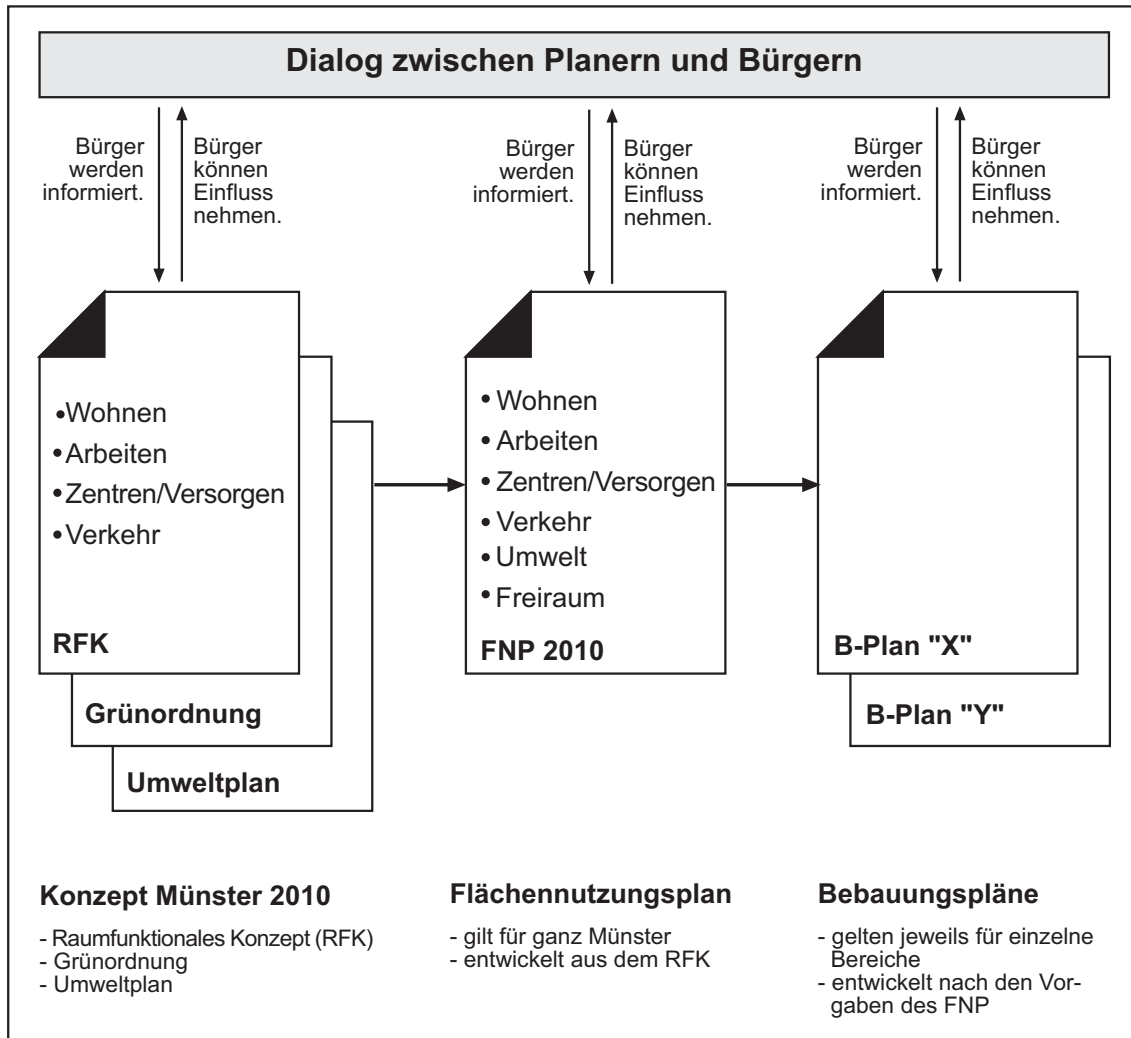 Dialog zwischen Planern und Bürgern
Bürger
werden
informiert.
Bürger
können
Einfluss
nehmen.
Bürger
werden
informiert.
Bürger
können
Einfluss
nehmen.
Bürger
werden
informiert.
Bürger
können
Einfluss
nehmen.
•Wohnen
•Arbeiten
•Zentren/Versorgen
•Verkehr
RFK
Grünordnung
Umweltplan
•Wohnen
•Arbeiten
•Zentren/Versorgen
•Verkehr
•Umwelt
•Freiraum
FNP 2010
B-Plan "X"
B-Plan "Y"
Konzept Münster 2010
- Raumfunktionales Konzept (RFK)
- Grünordnung
- Umweltplan
Flächennutzungsplan
- gilt für ganz Münster
- entwickelt aus dem RFK
Bebauungspläne
- gelten jeweils für einzelne
Bereiche
- entwickelt nach den Vor-
gaben des FNP